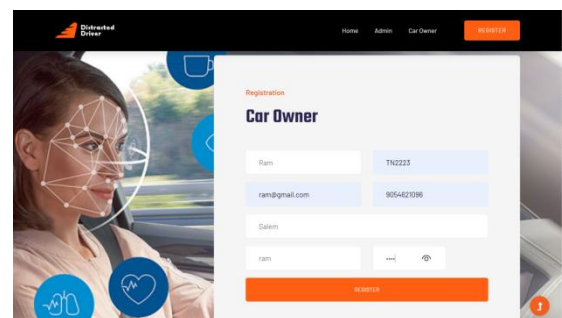 Distracted
Driver
Home Admin Car Owner REGISTER
Registration
Car Owner
Ram TN2223
ram@gmail.com 9054621096
Salem
ram ....
REGISTER